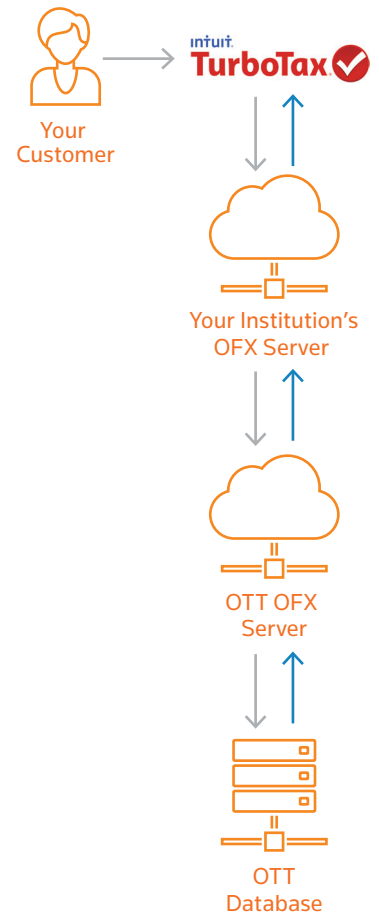 intuit.
TurboTax
Your
Customer
Your Institution's
OFX Server
OTT OFX
Server
OTT
Database